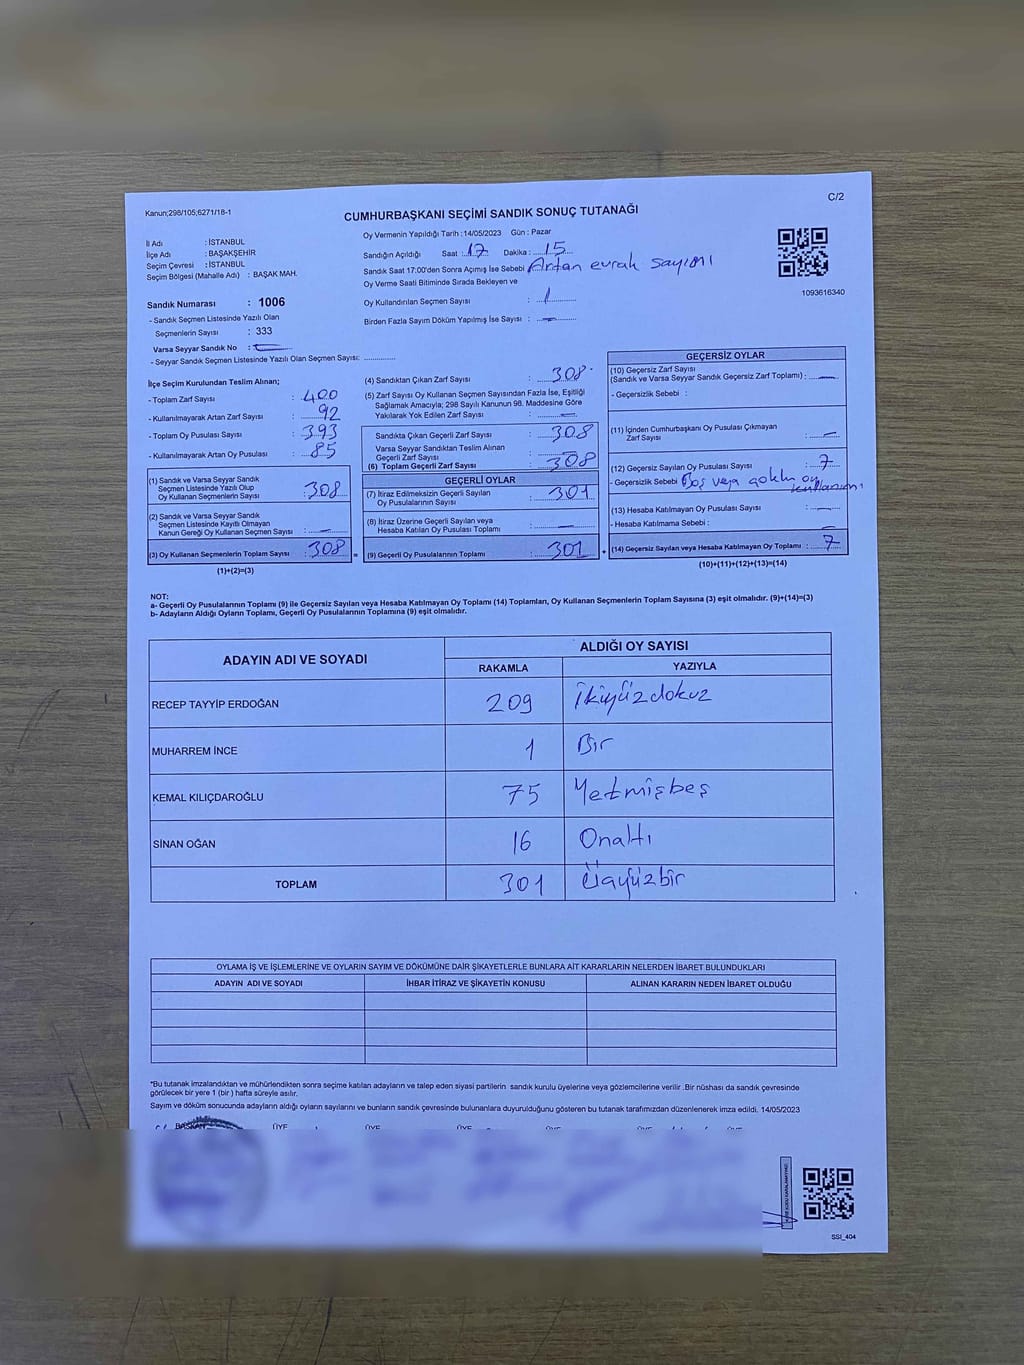 Kanun;298/105;6271/18-1
C/2
CUMHURBAŞKANI SEÇİMİ SANDIK SONUÇ TUTANAĞI
İl Adı : İSTANBUL
İlçe Adı : BAŞAKŞEHİR
Seçim Çevresi : İSTANBUL
Seçim Bölgesi (Mahalle Adı) : BAŞAK MAH.
Sandık Numarası : 1006
- Sandık Seçmen Listesinde Yazılı Olan
Seçmenlerin Sayısı : 333
Varsa Seyyar Sandık No :
- Seyyar Sandık Seçmen Listesinde Yazılı Olan Seçmen Sayısı: ............
Oy Vermenin Yapıldığı Tarih :14/05/2023 Gün : Pazar
Sandığın Açıldığı Saat : 17 Dakika : 15
Sandık Saat 17:00'den Sonra Açımış İse Sebebi Artan evrak sayımı
Oy Verme Saati Bitiminde Sırada Bekleyen ve
Oy Kullandırılan Seçmen Sayısı : 1
Birden Fazla Sayım Döküm Yapılmış İse Sayısı : —
1093616340
İlçe Seçim Kurulundan Teslim Alınan;
- Toplam Zarf Sayısı : 400
- Kullanılmayarak Artan Zarf Sayısı : 92
- Toplam Oy Pusulası Sayısı : 393
- Kullanılmayarak Artan Oy Pusulası : 85
(1) Sandık ve Varsa Seyyar Sandık
Seçmen Listesinde Yazılı Olup
Oy Kullanan Seçmenlerin Sayısı : 308
(2) Sandık ve Varsa Seyyar Sandık
Seçmen Listesinde Kayıtlı Olmayan
Kanun Gereği Oy Kullanan Seçmen Sayısı : —
(3) Oy Kullanan Seçmenlerin Toplam Sayısı : 308 =
(1)+(2)=(3)
(4) Sandıktan Çıkan Zarf Sayısı : 308
(5) Zarf Sayısı Oy Kullanan Seçmen Sayısından Fazla İse, Eşitliği
Sağlamak Amacıyla; 298 Sayılı Kanunun 98. Maddesine Göre
Yakılarak Yok Edilen Zarf Sayısı : —
Sandıkta Çıkan Geçerli Zarf Sayısı : 308
Varsa Seyyar Sandıktan Teslim Alınan
Geçerli Zarf Sayısı :
(6) Toplam Geçerli Zarf Sayısı : 308
GEÇERLİ OYLAR
(7) İtiraz Edilmeksizin Geçerli Sayılan
Oy Pusulalarının Sayısı : 301
(8) İtiraz Üzerine Geçerli Sayılan veya
Hesaba Katılan Oy Pusulası Toplamı : —
(9) Geçerli Oy Pusulalarının Toplamı : 301 +
GEÇERSİZ OYLAR
(10) Geçersiz Zarf Sayısı
(Sandık ve Varsa Seyyar Sandık Geçersiz Zarf Toplamı) : —
- Geçersizlik Sebebi :
(11) İçinden Cumhurbaşkanı Oy Pusulası Çıkmayan
Zarf Sayısı : —
(12) Geçersiz Sayılan Oy Pusulası Sayısı : 7
- Geçersizlik Sebebi Boş veya çoklu oy
kullanımı
(13) Hesaba Katılmayan Oy Pusulası Sayısı : —
- Hesaba Katılmama Sebebi : —
(14) Geçersiz Sayılan veya Hesaba Katılmayan Oy Toplamı : 7
(10)+(11)+(12)+(13)=(14)
NOT:
a- Geçerli Oy Pusulalarının Toplamı (9) ile Geçersiz Sayılan veya Hesaba Katılmayan Oy Toplamı (14) Toplamları, Oy Kullanan Seçmenlerin Toplam Sayısına (3) eşit olmalıdır. (9)+(14)=(3)
b- Adayların Aldığı Oyların Toplamı, Geçerli Oy Pusulalarının Toplamına (9) eşit olmalıdır.
ADAYIN ADI VE SOYADI ALDIĞI OY SAYISI
RAKAMLA YAZIYLA
RECEP TAYYİP ERDOĞAN 209 İkiyüzdokuz
MUHARREM İNCE 1 Bir
KEMAL KILIÇDAROĞLU 75 Yetmişbeş
SİNAN OĞAN 16 Onaltı
TOPLAM 301 Üçyüzbir
OYLAMA İŞ VE İŞLEMLERİNE VE OYLARIN SAYIM VE DÖKÜMÜNE DAİR ŞİKAYETLERLE BUNLARA AİT KARARLARIN NELERDEN İBARET BULUNDUKLARI
ADAYIN ADI VE SOYADI İHBAR İTİRAZ VE ŞİKAYETİN KONUSU ALINAN KARARIN NEDEN İBARET OLDUĞU
*Bu tutanak imzalandıktan ve mühürlendikten sonra seçime katılan adayların ve talep eden siyasi partilerin sandık kurulu üyelerine veya gözlemcilerine verilir .Bir nüshası da sandık çevresinde
görülecek bir yere 1 (bir ) hafta süreyle asılır.
Sayım ve döküm sonucunda adayların aldığı oyların sayılarını ve bunların sandık çevresinde bulunanlara duyurulduğunu gösteren bu tutanak tarafımızdan düzenlenerek imza edildi. 14/05/2023
BAŞKAN ÜYE ÜYE ÜYE ÜYE ÜYE ÜYE
SSI_404